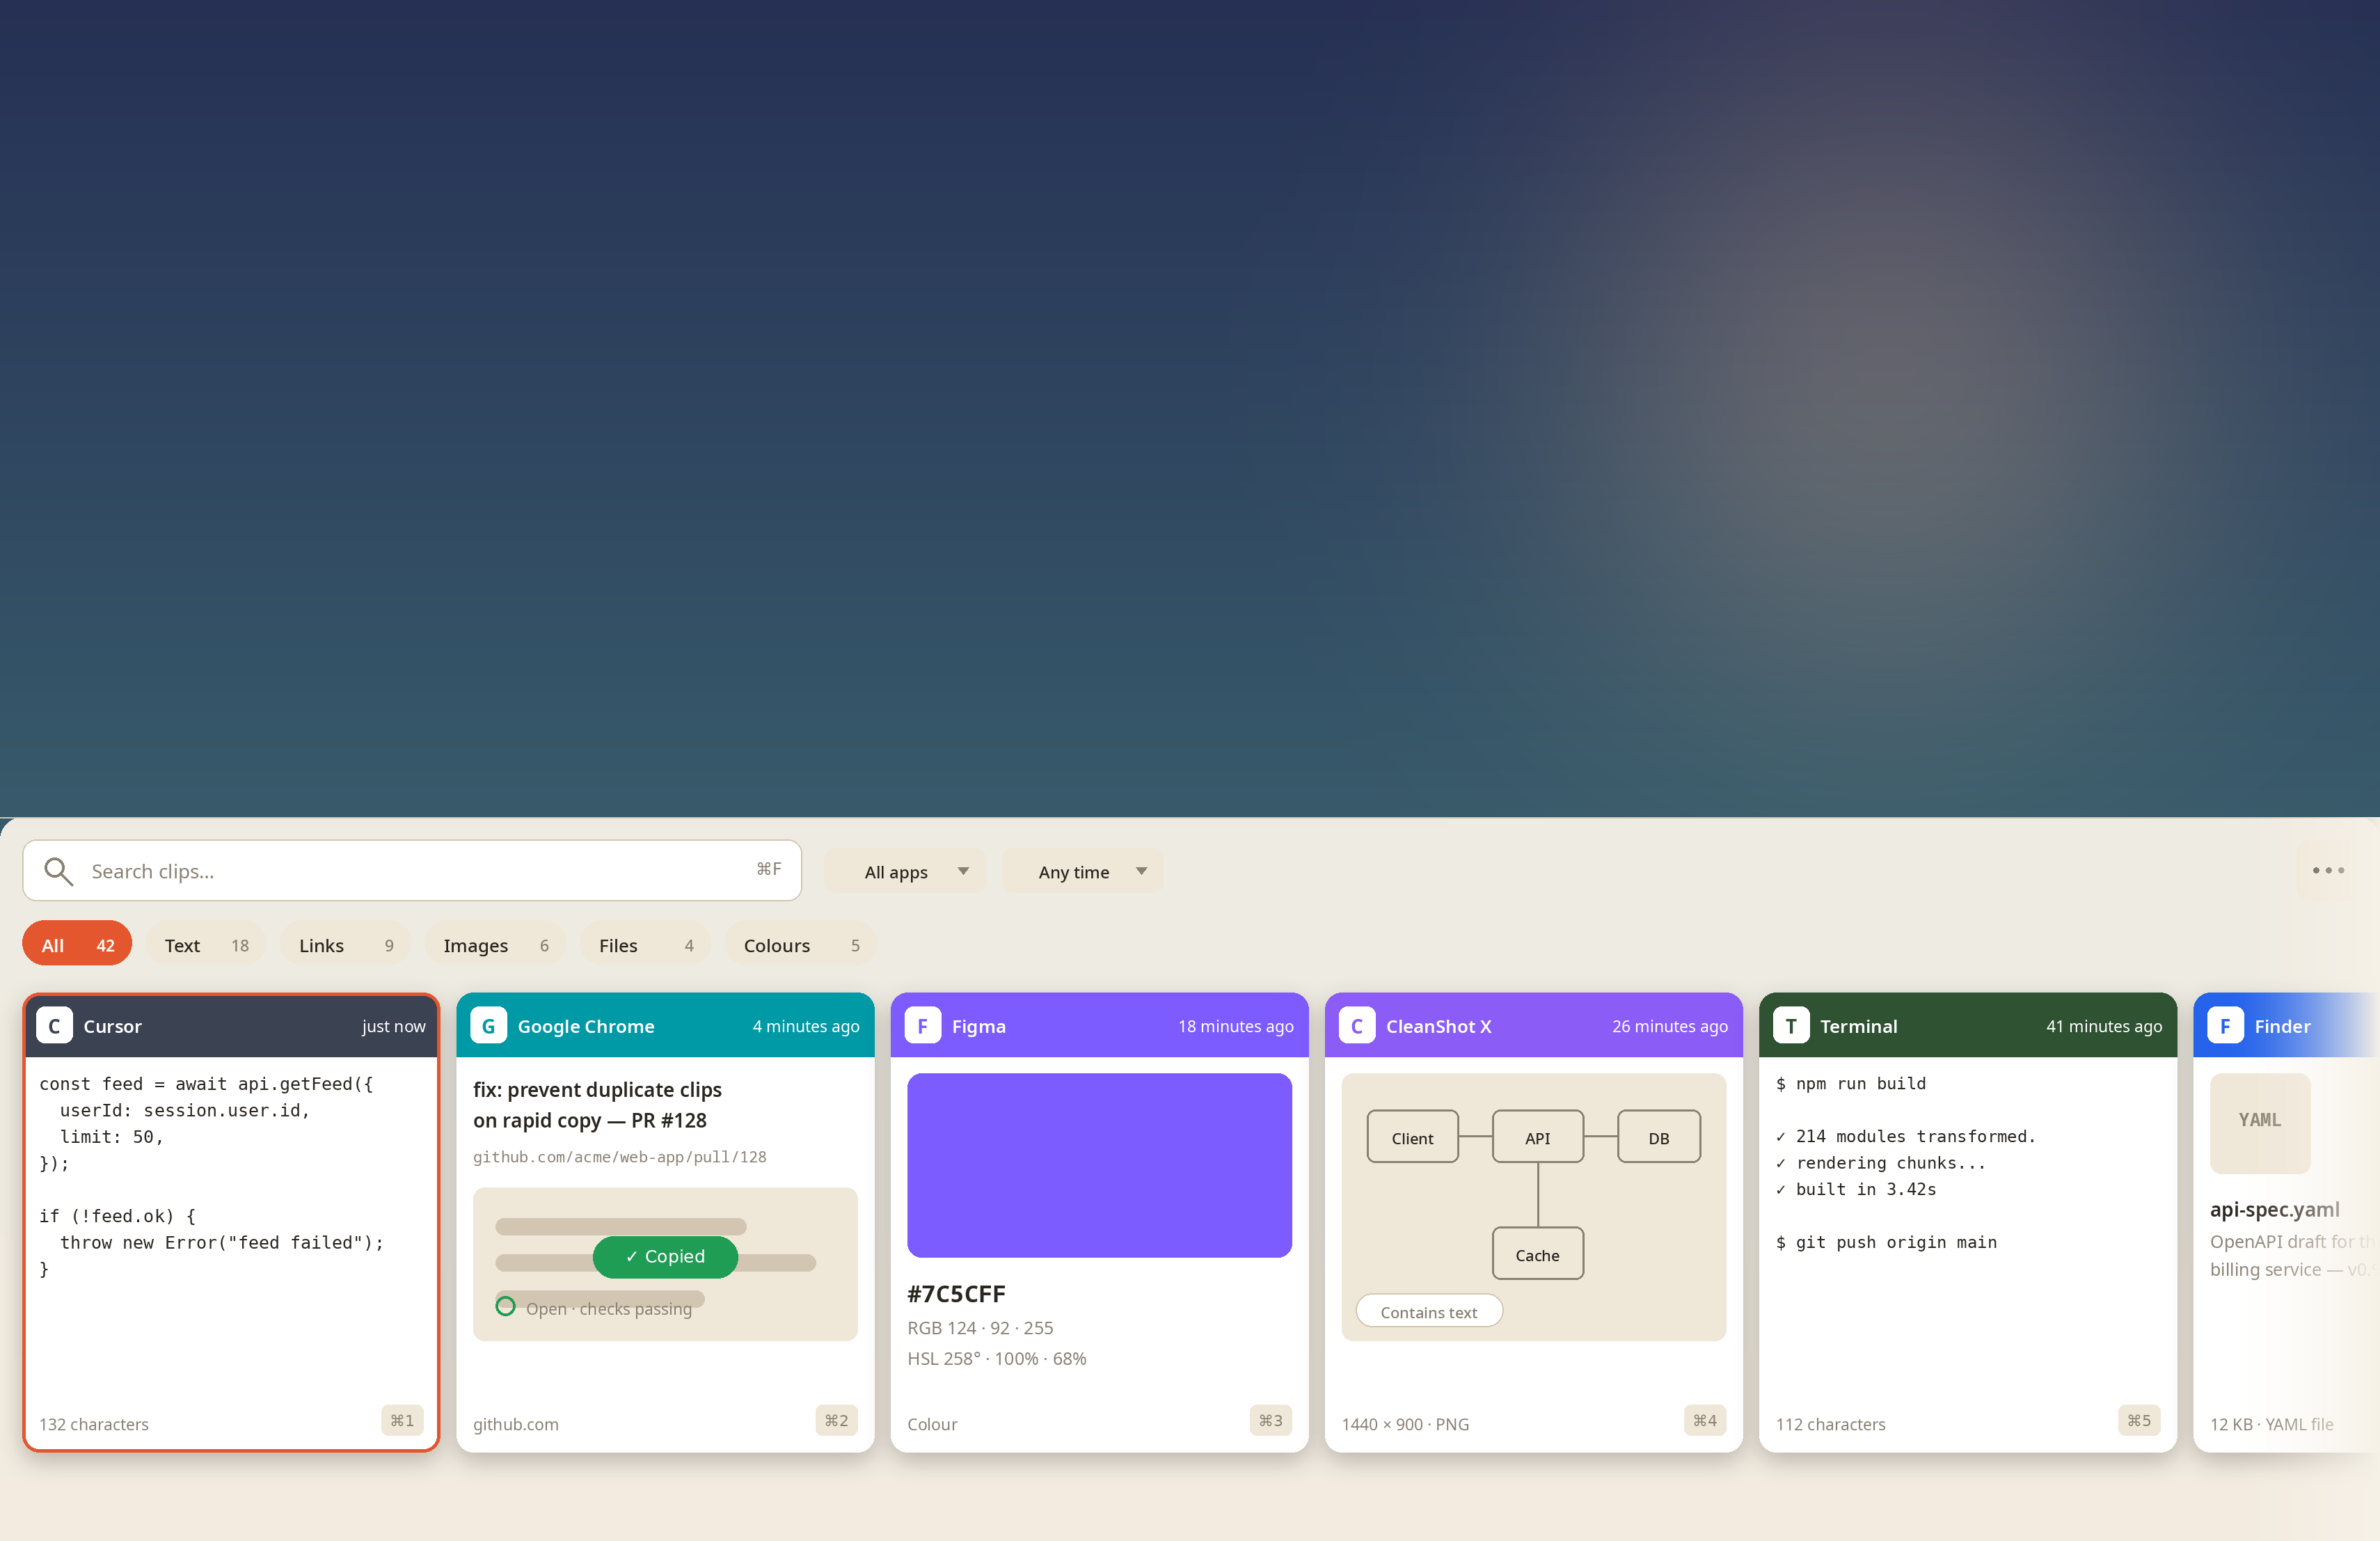 Search clips... ⌘F
All apps
Any time
All 42
Text 18
Links 9
Images 6
Files 4
Colours 5
C Cursor just now
const feed = await api.getFeed({
  userId: session.user.id,
  limit: 50,
});
if (!feed.ok) {
  throw new Error("feed failed");
}
132 characters ⌘1
G Google Chrome 4 minutes ago
fix: prevent duplicate clips
on rapid copy — PR #128
github.com/acme/web-app/pull/128
✓ Copied
Open · checks passing
github.com ⌘2
F Figma 18 minutes ago
#7C5CFF
RGB 124 · 92 · 255
HSL 258° · 100% · 68%
Colour ⌘3
C CleanShot X 26 minutes ago
Client API DB
Cache
Contains text
1440 × 900 · PNG ⌘4
T Terminal 41 minutes ago
$ npm run build
✓ 214 modules transformed.
✓ rendering chunks...
✓ built in 3.42s
$ git push origin main
112 characters ⌘5
F Finder
YAML
api-spec.yaml
OpenAPI draft for
billing service —
12 KB · YAML file